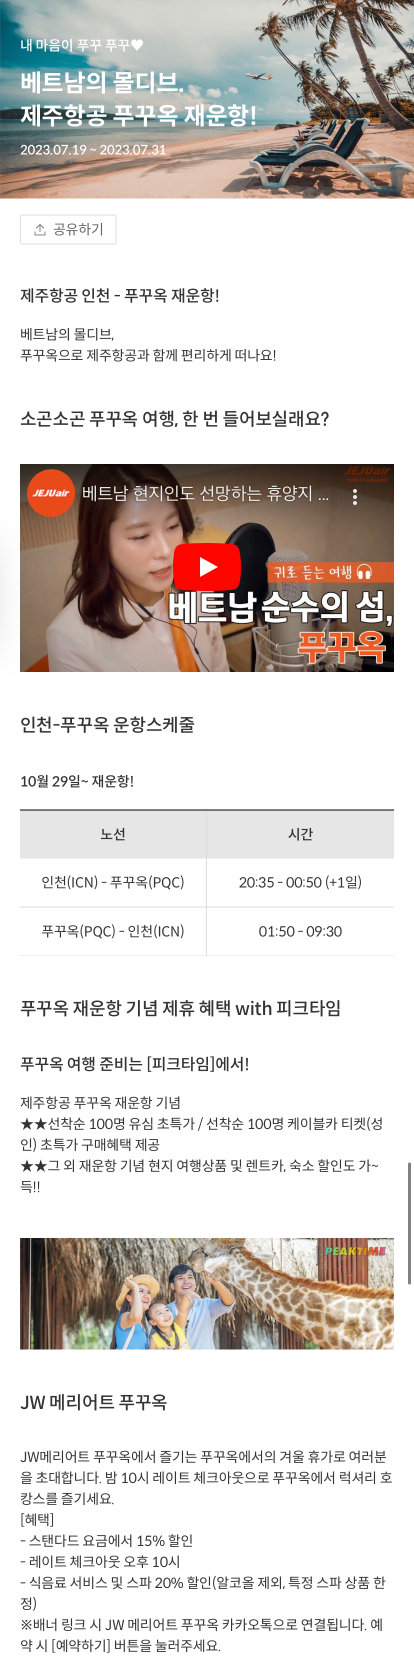 내 마음이 푸꾸 푸꾸♥
베트남의 몰디브.
제주항공 푸꾸옥 재운항!
2023.07.19 ~ 2023.07.31
공유하기
제주항공 인천 - 푸꾸옥 재운항!
베트남의 몰디브,
푸꾸옥으로 제주항공과 함께 편리하게 떠나요!
소곤소곤 푸꾸옥 여행, 한 번 들어보실래요?
JEJUair
베트남 현지인도 선망하는 휴양지 ...
JEJUair
귀로 듣는 여행
베트남 순수의 섬,
푸꾸옥
인천-푸꾸옥 운항스케줄
10월 29일~ 재운항!
노선 시간
인천(ICN) - 푸꾸옥(PQC) 20:35 - 00:50 (+1일)
푸꾸옥(PQC) - 인천(ICN) 01:50 - 09:30
푸꾸옥 재운항 기념 제휴 혜택 with 피크타임
푸꾸옥 여행 준비는 [피크타임]에서!
제주항공 푸꾸옥 재운항 기념
★★선착순 100명 유심 초특가 / 선착순 100명 케이블카 티켓(성
인) 초특가 구매혜택 제공
★★그 외 재운항 기념 현지 여행상품 및 렌트카, 숙소 할인도 가~
득!!
PEAKTIME
JW 메리어트 푸꾸옥
JW메리어트 푸꾸옥에서 즐기는 푸꾸옥에서의 겨울 휴가로 여러분
을 초대합니다. 밤 10시 레이트 체크아웃으로 푸꾸옥에서 럭셔리 호
캉스를 즐기세요.
[혜택]
- 스탠다드 요금에서 15% 할인
- 레이트 체크아웃 오후 10시
- 식음료 서비스 및 스파 20% 할인(알코올 제외, 특정 스파 상품 한
정)
※배너 링크 시 JW 메리어트 푸꾸옥 카카오톡으로 연결됩니다. 예
약 시 [예약하기] 버튼을 눌러주세요.